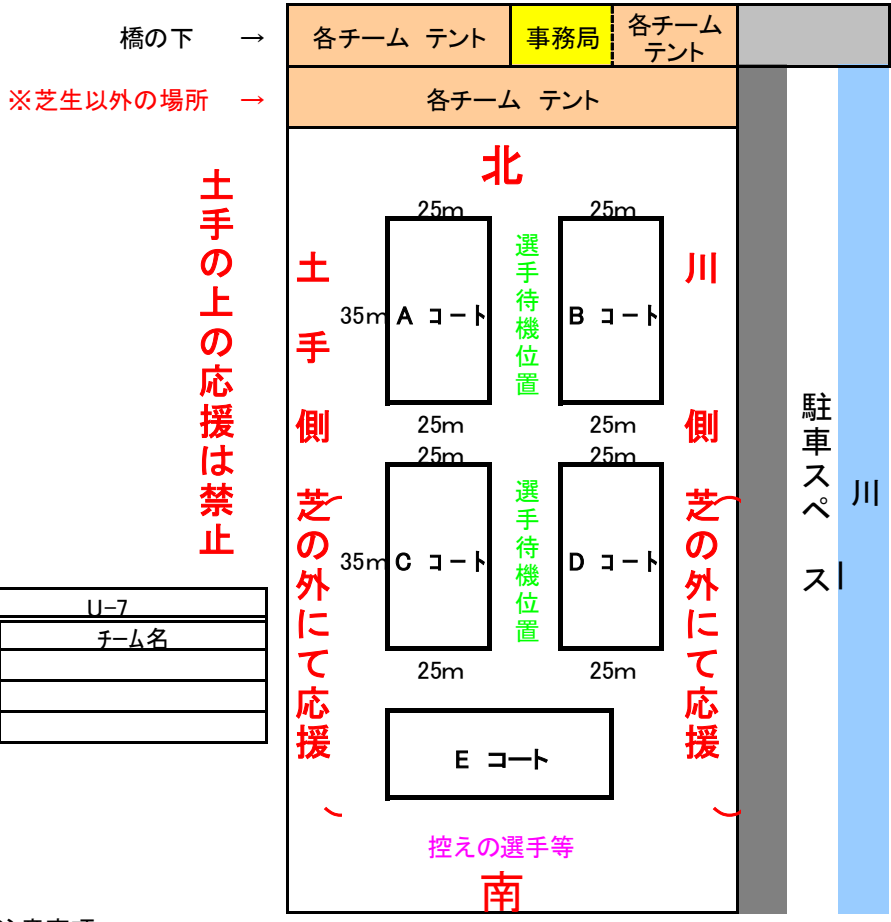 橋の下 →
各チーム テント
事務局
各チーム
テント
※芝生以外の場所 →
各チーム テント
北
土手の上の応援は禁止
土手側(芝の外にて応援)
川側(芝の外にて応援)
25m
25m
35m
A コート
選手待機位置
B コート
25m
25m
25m
25m
35m
C コート
選手待機位置
D コート
25m
25m
E コート
控えの選手等
南
駐車スペース
川
U-7
チーム名